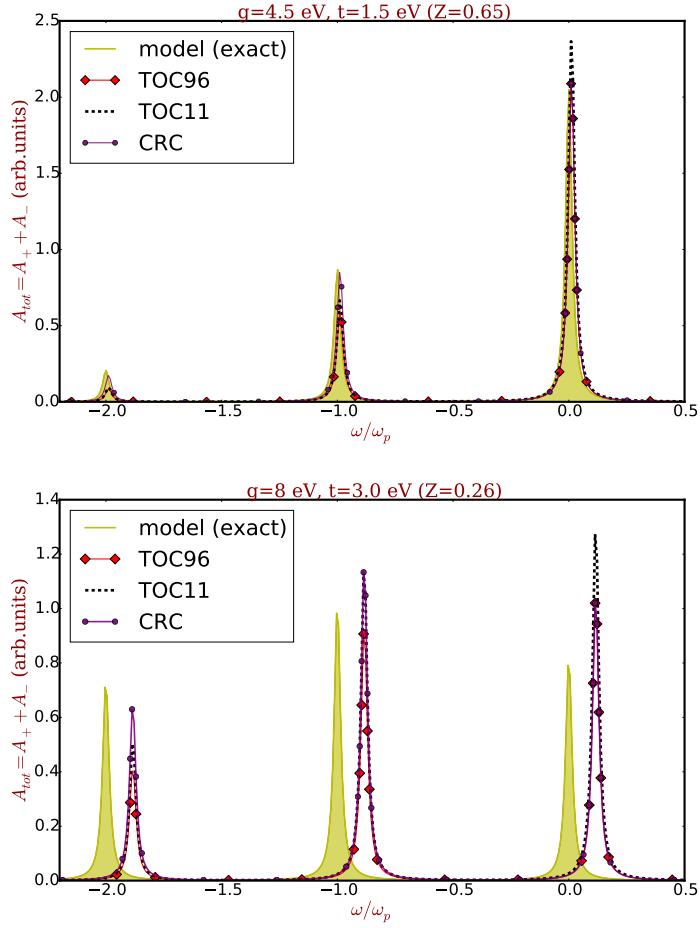 g=4.5 eV, t=1.5 eV (Z=0.65)
2.5
2.0
1.5
1.0
0.5
0.0
A_tot = A_+ + A_− (arb.units)
model (exact)
TOC96
TOC11
CRC
−2.0 −1.5 −1.0 −0.5 0.0 0.5
ω/ω_p
g=8 eV, t=3.0 eV (Z=0.26)
1.4
1.2
1.0
0.8
0.6
0.4
0.2
0.0
A_tot = A_+ + A_− (arb.units)
model (exact)
TOC96
TOC11
CRC
−2.0 −1.5 −1.0 −0.5 0.0 0.5
ω/ω_p